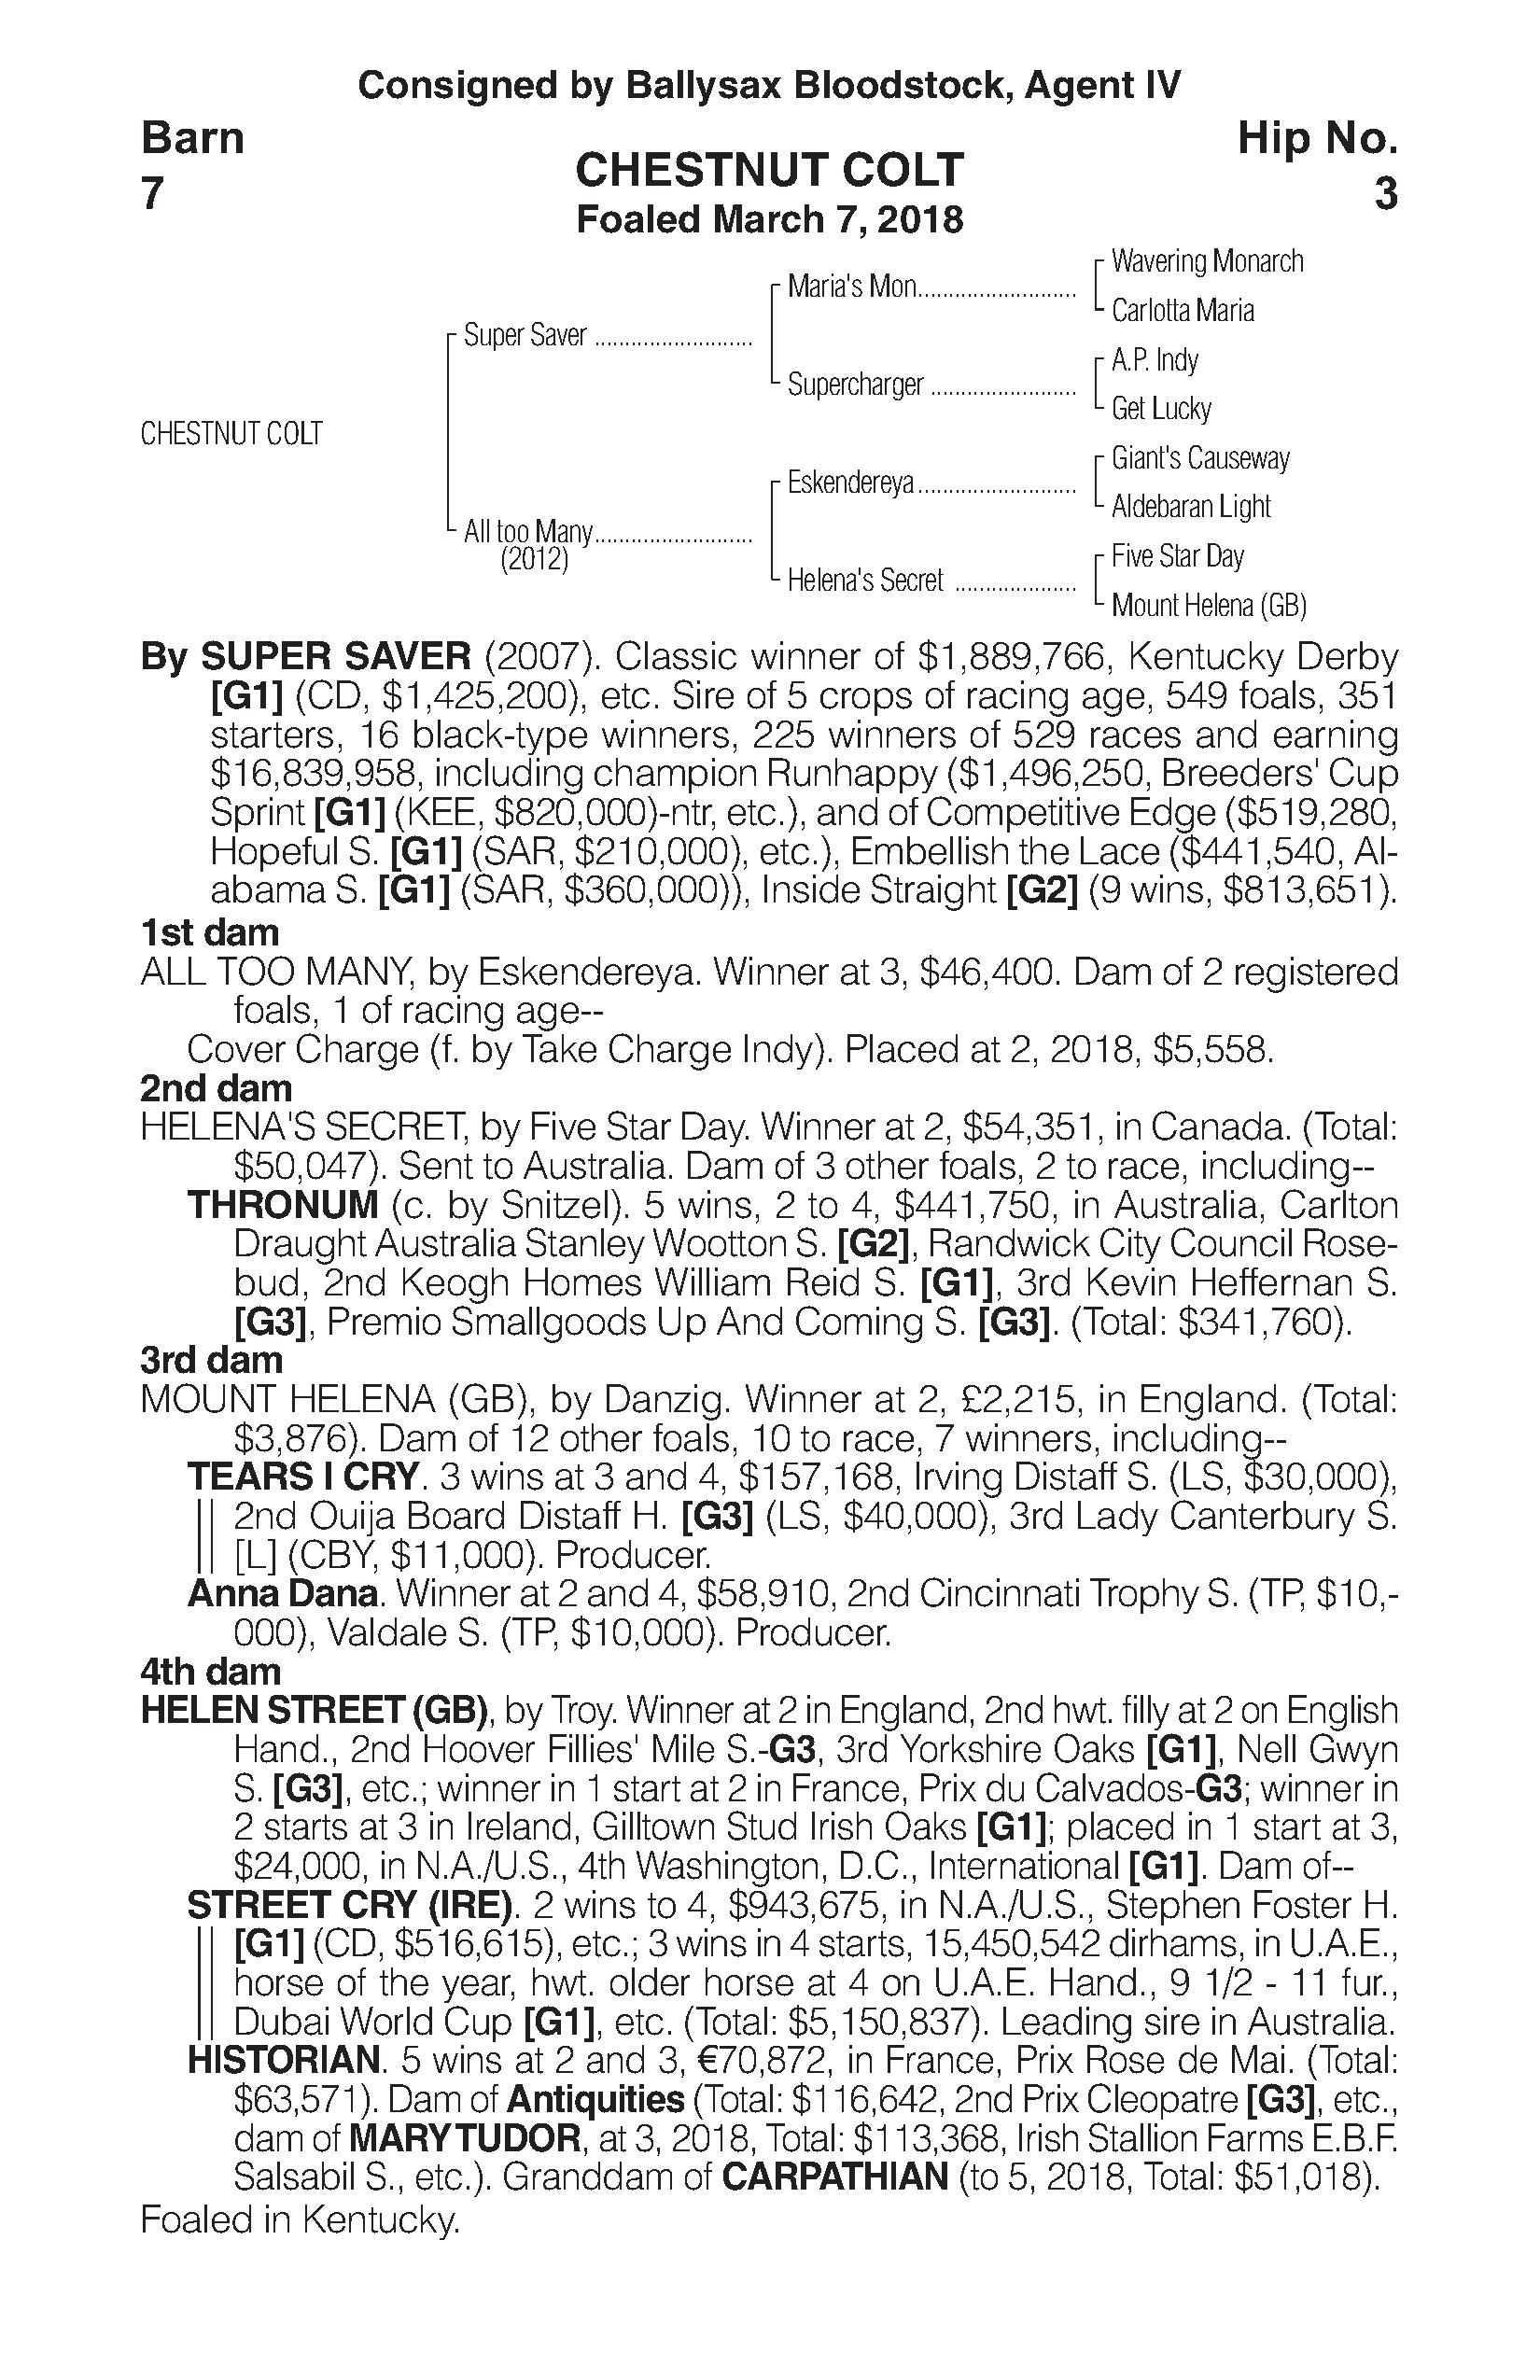 Consigned by Ballysax Bloodstock, Agent IV
Barn
7
Hip No.
3
CHESTNUT COLT
Foaled March 7, 2018
Wavering Monarch
Maria's Mon..........................
Carlotta Maria
Super Saver ..........................
A.P. Indy
Supercharger ........................
Get Lucky
CHESTNUT COLT
Giant's Causeway
Eskendereya..........................
Aldebaran Light
All too Many..........................
(2012)
Five Star Day
Helena's Secret ....................
Mount Helena (GB)
By SUPER SAVER (2007). Classic winner of $1,889,766, Kentucky Derby
[G1] (CD, $1,425,200), etc. Sire of 5 crops of racing age, 549 foals, 351
starters, 16 black-type winners, 225 winners of 529 races and earning
$16,839,958, including champion Runhappy ($1,496,250, Breeders' Cup
Sprint [G1] (KEE, $820,000)-ntr, etc.), and of Competitive Edge ($519,280,
Hopeful S. [G1] (SAR, $210,000), etc.), Embellish the Lace ($441,540, Al-
abama S. [G1] (SAR, $360,000)), Inside Straight [G2] (9 wins, $813,651).
1st dam
ALL TOO MANY, by Eskendereya. Winner at 3, $46,400. Dam of 2 registered
foals, 1 of racing age--
Cover Charge (f. by Take Charge Indy). Placed at 2, 2018, $5,558.
2nd dam
HELENA'S SECRET, by Five Star Day. Winner at 2, $54,351, in Canada. (Total:
$50,047). Sent to Australia. Dam of 3 other foals, 2 to race, including--
THRONUM (c. by Snitzel). 5 wins, 2 to 4, $441,750, in Australia, Carlton
Draught Australia Stanley Wootton S. [G2], Randwick City Council Rose-
bud, 2nd Keogh Homes William Reid S. [G1], 3rd Kevin Heffernan S.
[G3], Premio Smallgoods Up And Coming S. [G3]. (Total: $341,760).
3rd dam
MOUNT HELENA (GB), by Danzig. Winner at 2, £2,215, in England. (Total:
$3,876). Dam of 12 other foals, 10 to race, 7 winners, including--
TEARS I CRY. 3 wins at 3 and 4, $157,168, Irving Distaff S. (LS, $30,000),
2nd Ouija Board Distaff H. [G3] (LS, $40,000), 3rd Lady Canterbury S.
[L] (CBY, $11,000). Producer.
Anna Dana. Winner at 2 and 4, $58,910, 2nd Cincinnati Trophy S. (TP, $10,-
000), Valdale S. (TP, $10,000). Producer.
4th dam
HELEN STREET (GB), by Troy. Winner at 2 in England, 2nd hwt. filly at 2 on English
Hand., 2nd Hoover Fillies' Mile S.-G3, 3rd Yorkshire Oaks [G1], Nell Gwyn
S. [G3], etc.; winner in 1 start at 2 in France, Prix du Calvados-G3; winner in
2 starts at 3 in Ireland, Gilltown Stud Irish Oaks [G1]; placed in 1 start at 3,
$24,000, in N.A./U.S., 4th Washington, D.C., International [G1]. Dam of--
STREET CRY (IRE). 2 wins to 4, $943,675, in N.A./U.S., Stephen Foster H.
[G1] (CD, $516,615), etc.; 3 wins in 4 starts, 15,450,542 dirhams, in U.A.E.,
horse of the year, hwt. older horse at 4 on U.A.E. Hand., 9 1/2 - 11 fur.,
Dubai World Cup [G1], etc. (Total: $5,150,837). Leading sire in Australia.
HISTORIAN. 5 wins at 2 and 3, €70,872, in France, Prix Rose de Mai. (Total:
$63,571). Dam of Antiquities (Total: $116,642, 2nd Prix Cleopatre [G3], etc.,
dam of MARY TUDOR, at 3, 2018, Total: $113,368, Irish Stallion Farms E.B.F.
Salsabil S., etc.). Granddam of CARPATHIAN (to 5, 2018, Total: $51,018).
Foaled in Kentucky.